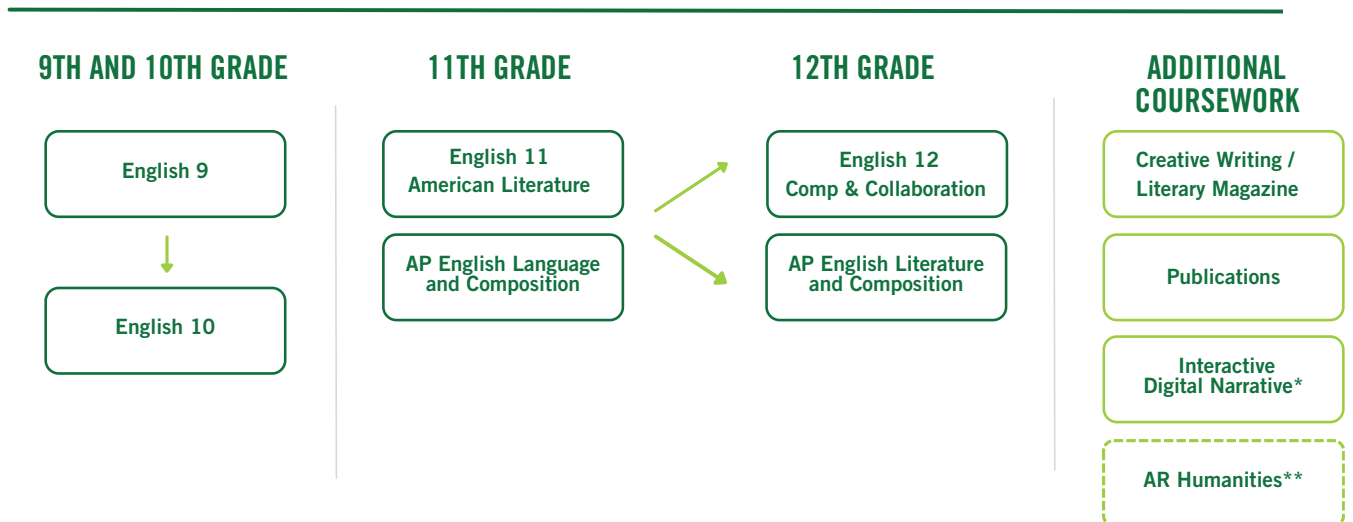 9TH AND 10TH GRADE
English 9
English 10
11TH GRADE
English 11
American Literature
AP English Language
and Composition
12TH GRADE
English 12
Comp & Collaboration
AP English Literature
and Composition
ADDITIONAL
COURSEWORK
Creative Writing /
Literary Magazine
Publications
Interactive
Digital Narrative*
AR Humanities**